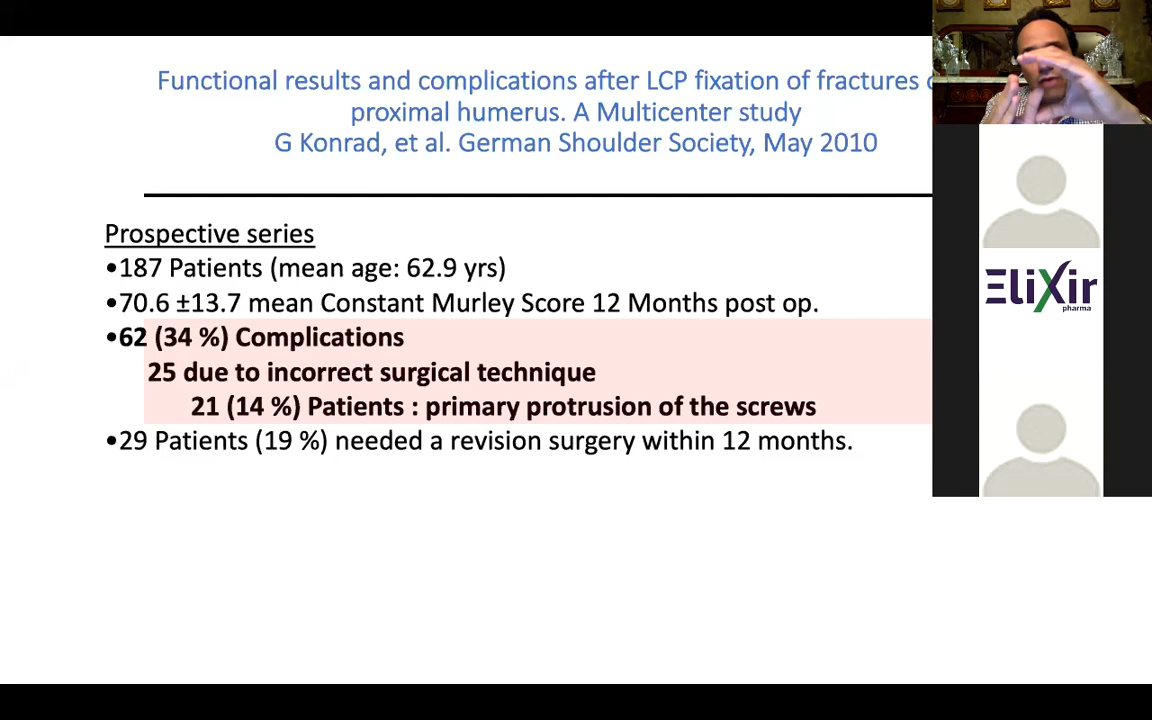 Functional results and complications after LCP fixation of fractures
proximal humerus. A Multicenter study
G Konrad, et al. German Shoulder Society, May 2010
Prospective series
•187 Patients (mean age: 62.9 yrs)
•70.6 ±13.7 mean Constant Murley Score 12 Months post op.
•62 (34 %) Complications
25 due to incorrect surgical technique
21 (14 %) Patients : primary protrusion of the screws
•29 Patients (19 %) needed a revision surgery within 12 months.
EliXir
pharma